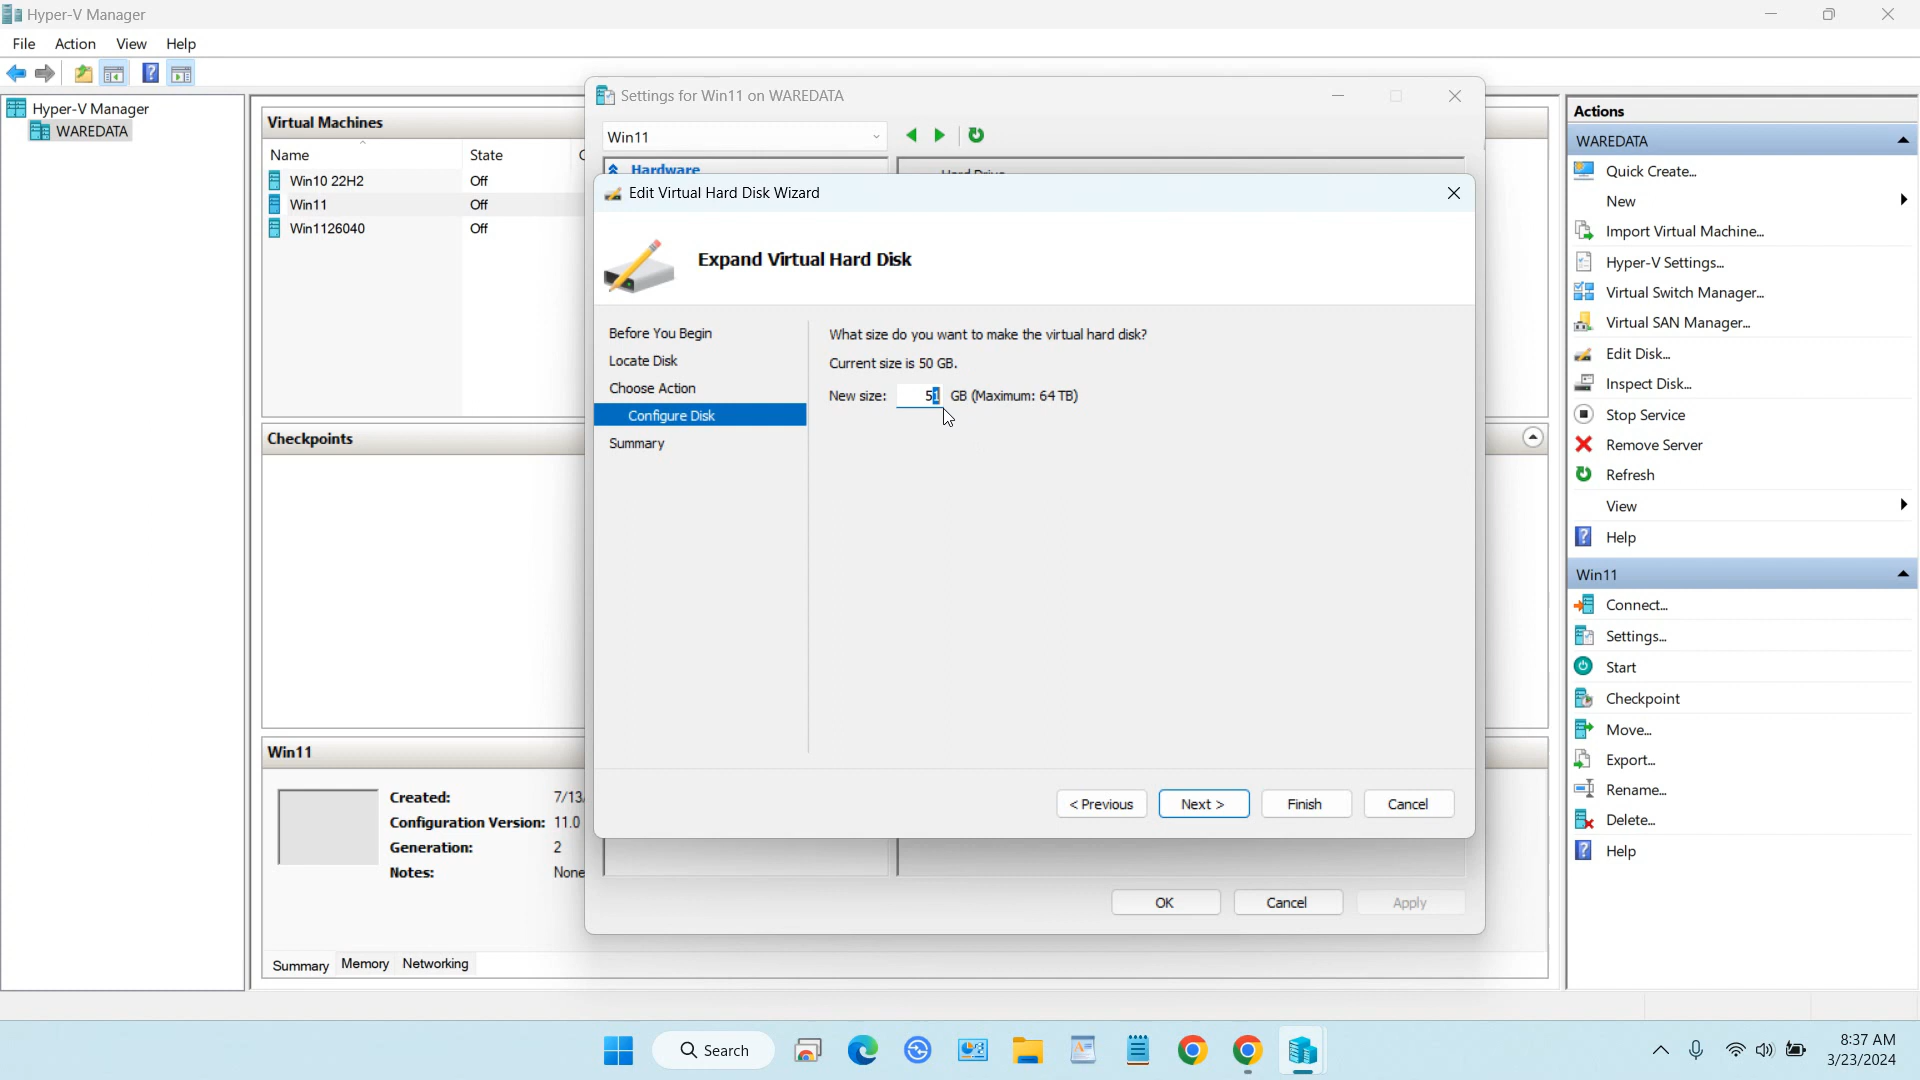 Hyper-V Manager
File Action View Help
Hyper-V Manager
WAREDATA
Virtual Machines
Name State
Win10 22H2 Off
Win11 Off
Win1126040 Off
Checkpoints
Win11
Created: 7/13/
Configuration Version: 11.0
Generation: 2
Notes: None
Summary Memory Networking
Settings for Win11 on WAREDATA
Win11
Hardware
Hard Drive
Edit Virtual Hard Disk Wizard
Expand Virtual Hard Disk
Before You Begin
Locate Disk
Choose Action
Configure Disk
Summary
What size do you want to make the virtual hard disk?
Current size is 50 GB.
New size: 51 GB (Maximum: 64 TB)
< Previous Next > Finish Cancel
OK Cancel Apply
Actions
WAREDATA
Quick Create...
New
Import Virtual Machine...
Hyper-V Settings...
Virtual Switch Manager...
Virtual SAN Manager...
Edit Disk...
Inspect Disk...
Stop Service
Remove Server
Refresh
View
Help
Win11
Connect...
Settings...
Start
Checkpoint
Move...
Export...
Rename...
Delete...
Help
Search
8:37 AM
3/23/2024